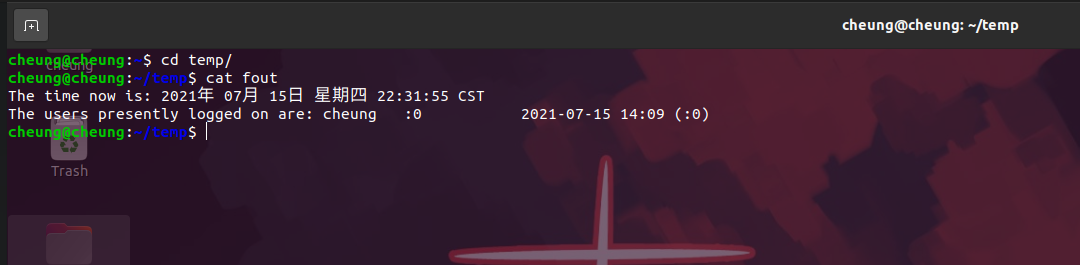 cheung@cheung: ~/temp
cheung@cheung:~$ cd temp/
cheung@cheung:~/temp$ cat fout
The time now is: 2021年 07月 15日 星期四 22:31:55 CST
The users presently logged on are: cheung   :0           2021-07-15 14:09 (:0)
cheung@cheung:~/temp$
cheung
Trash